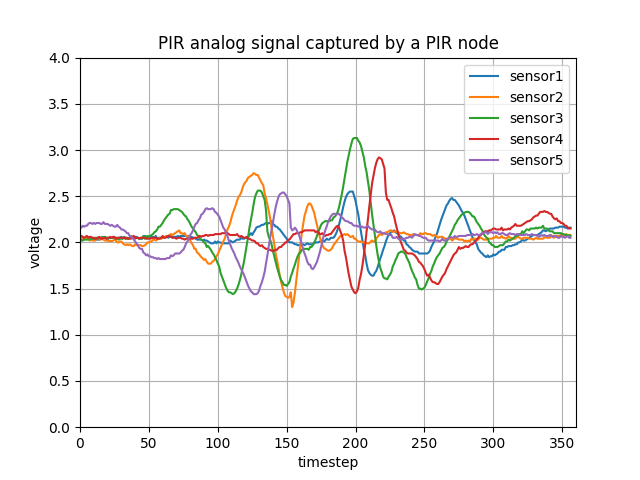 PIR analog signal captured by a PIR node
4.0
3.5
3.0
2.5
2.0
1.5
1.0
0.5
0.0
voltage
sensor1
sensor2
sensor3
sensor4
sensor5
0 50 100 150 200 250 300 350
timestep